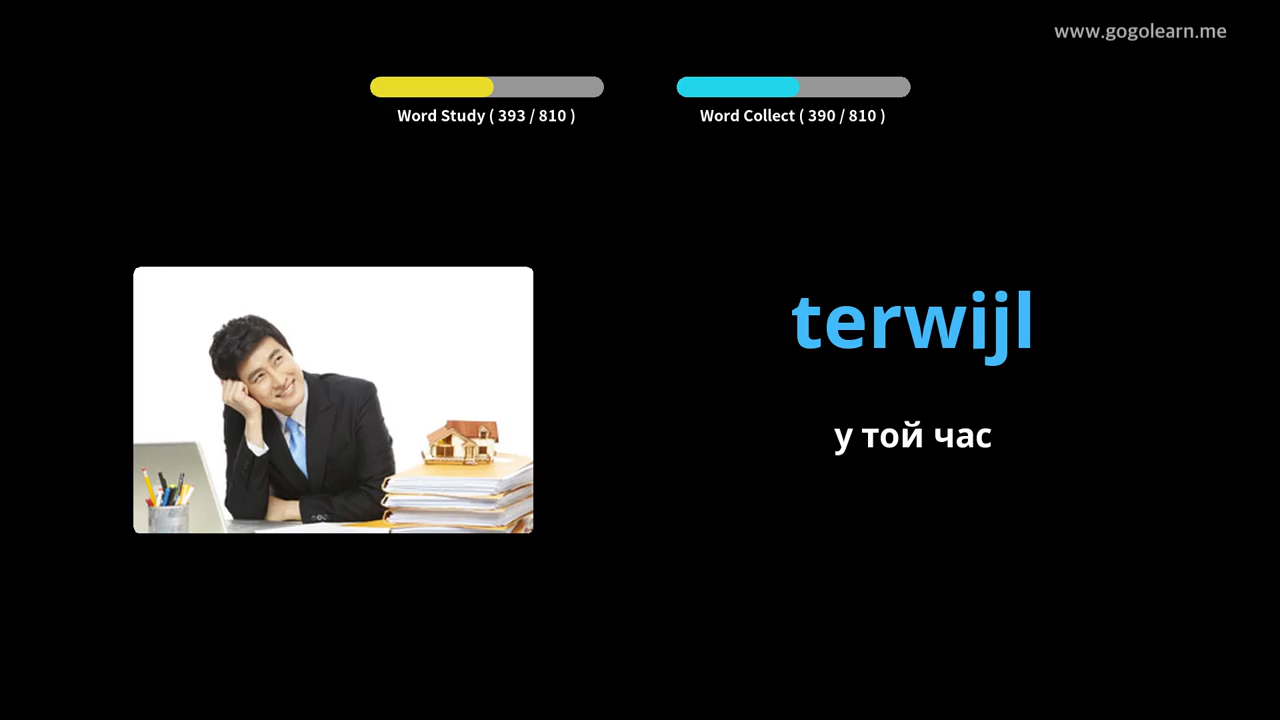 www.gogolearn.me
Word Study ( 393 / 810 )
Word Collect ( 390 / 810 )
terwijl
у той час